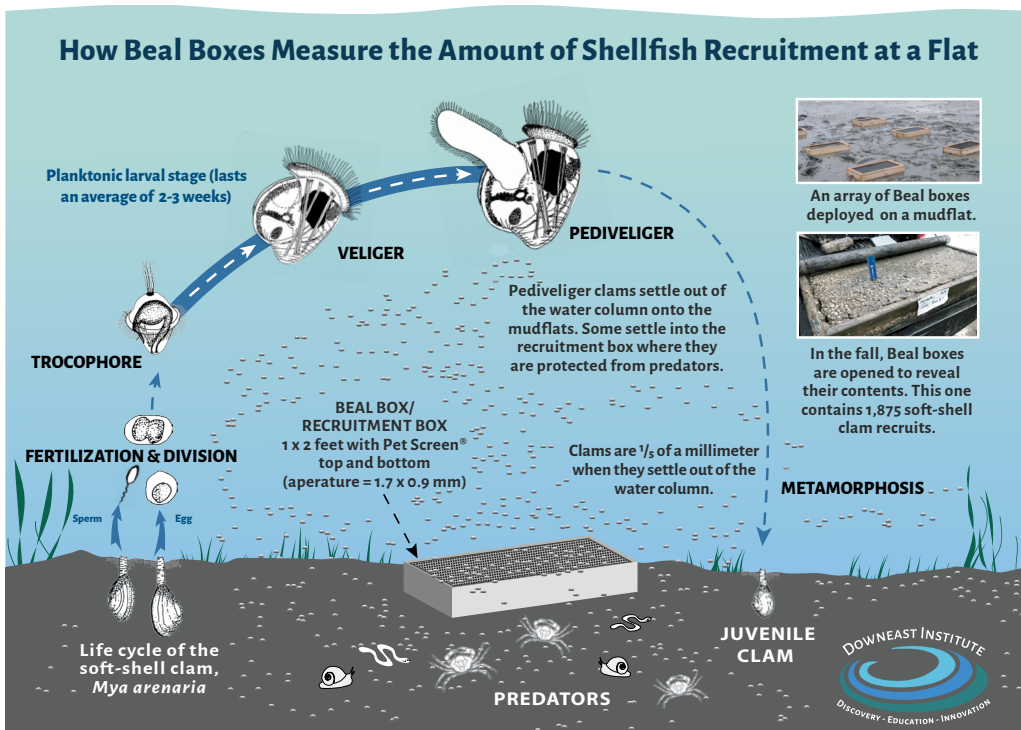 How Beal Boxes Measure the Amount of Shellfish Recruitment at a Flat
Planktonic larval stage (lasts
an average of 2-3 weeks)
VELIGER
PEDIVELIGER
TROCOPHORE
FERTILIZATION & DIVISION
Sperm
Egg
Life cycle of the
soft-shell clam,
Mya arenaria
Pediveliger clams settle out of
the water column onto the
mudflats. Some settle into the
recruitment box where they
are protected from predators.
BEAL BOX/
RECRUITMENT BOX
1 x 2 feet with Pet Screen®
top and bottom
(aperature = 1.7 x 0.9 mm)
Clams are 1/5 of a millimeter
when they settle out of the
water column.
METAMORPHOSIS
JUVENILE
CLAM
PREDATORS
An array of Beal boxes
deployed on a mudflat.
In the fall, Beal boxes
are opened to reveal
their contents. This one
contains 1,875 soft-shell
clam recruits.
DOWNEAST INSTITUTE
DISCOVERY - EDUCATION - INNOVATION